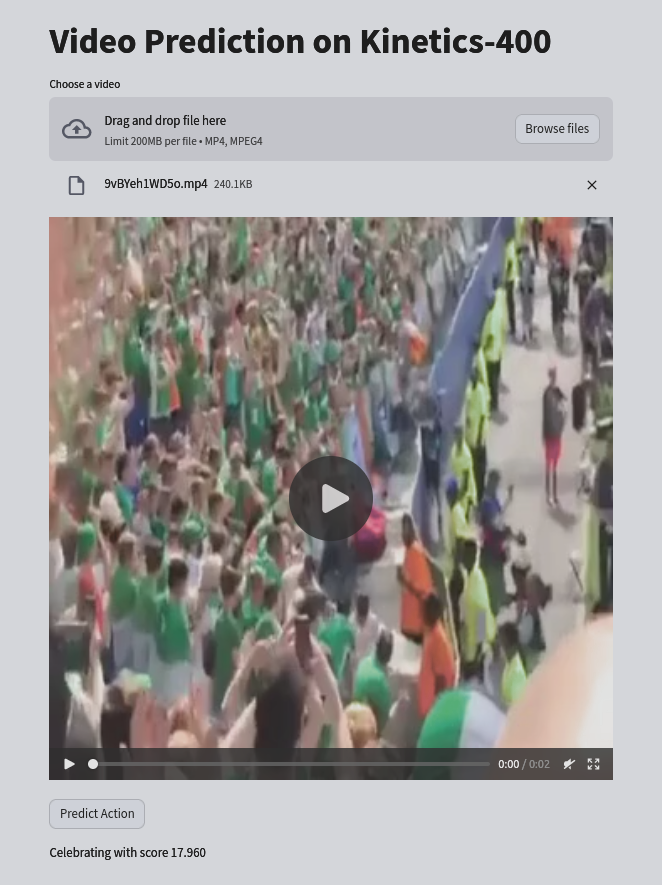 Video Prediction on Kinetics-400
Choose a video
Drag and drop file here
Limit 200MB per file • MP4, MPEG4
Browse files
9vBYeh1WD5o.mp4 240.1KB
0:00 / 0:02
Predict Action
Celebrating with score 17.960